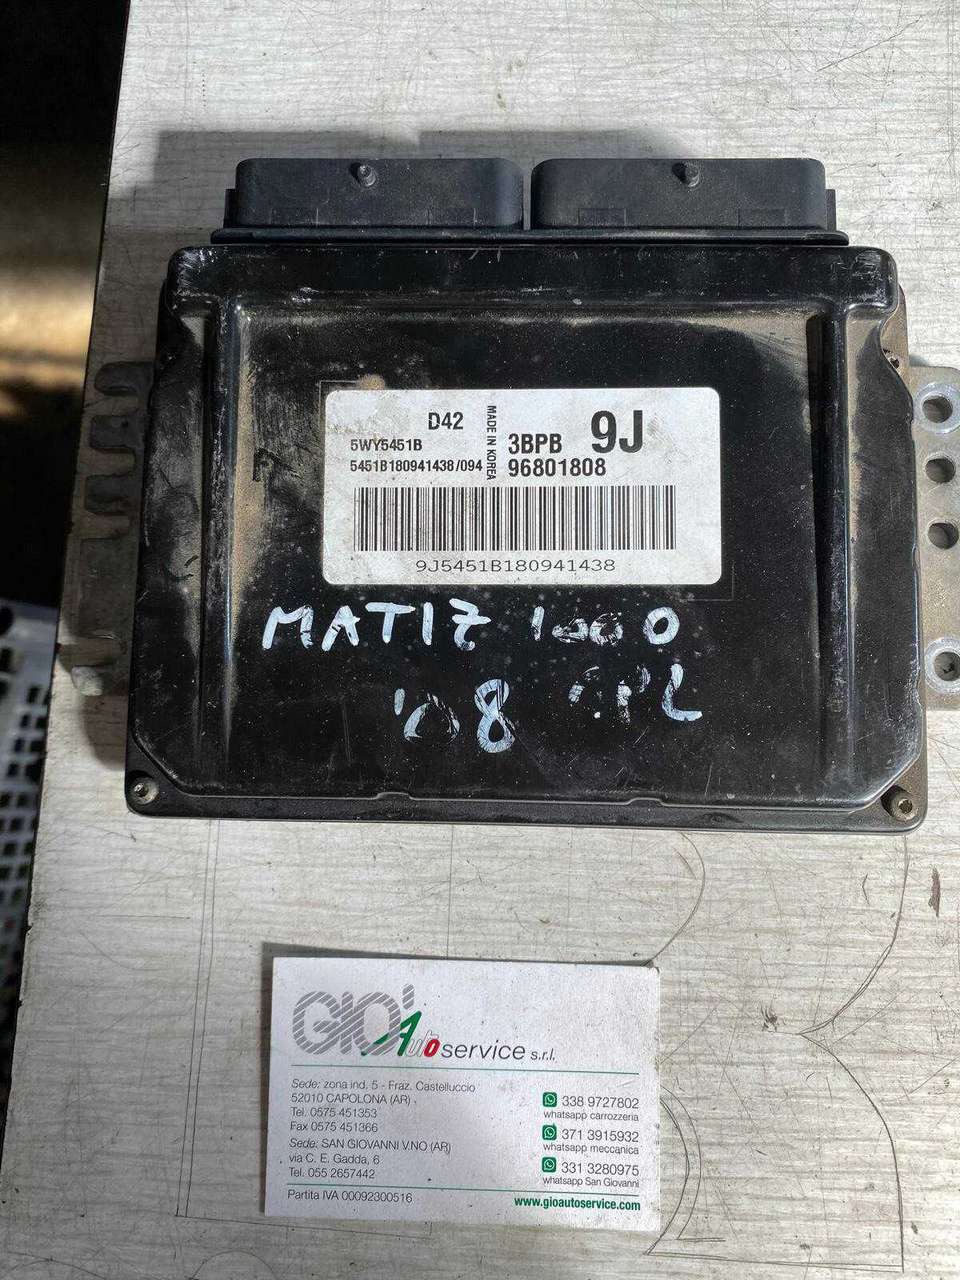 D42
5WY5451B
5451B180941438/094
MADE IN KOREA
3BPB 9J
96801808
9J5451B180941438
MATIZ 1000
'08 GPL
GIO' Autoservice s.r.l.
Sede: zona ind. 5 - Fraz. Castelluccio
52010 CAPOLONA (AR)
Tel. 0575 451353
Fax 0575 451366
Sede: SAN GIOVANNI V.NO (AR)
via C. E. Gadda, 6
Tel. 055 2657442
Partita IVA 00092300516
338 9727802
whatsapp carrozzeria
371 3915932
whatsapp meccanica
331 3280975
whatsapp San Giovanni
www.gioautoservice.com